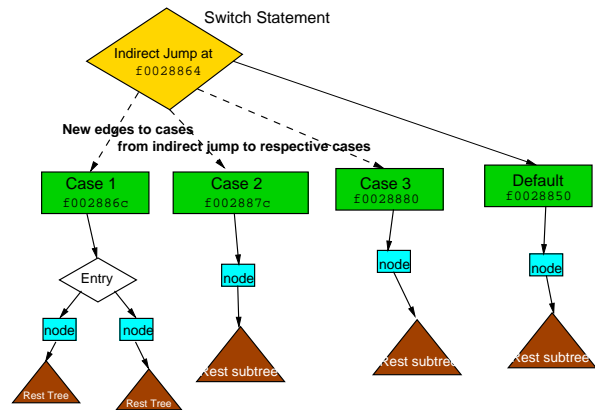 Switch Statement
Indirect Jump at
f0028864
New edges to cases
from indirect jump to respective cases
Case 1
f002886c
Case 2
f002887c
Case 3
f0028880
Default
f0028850
Entry
node
node
node
node
node
Rest Tree
Rest Tree
Rest subtree
Rest subtree
Rest subtree